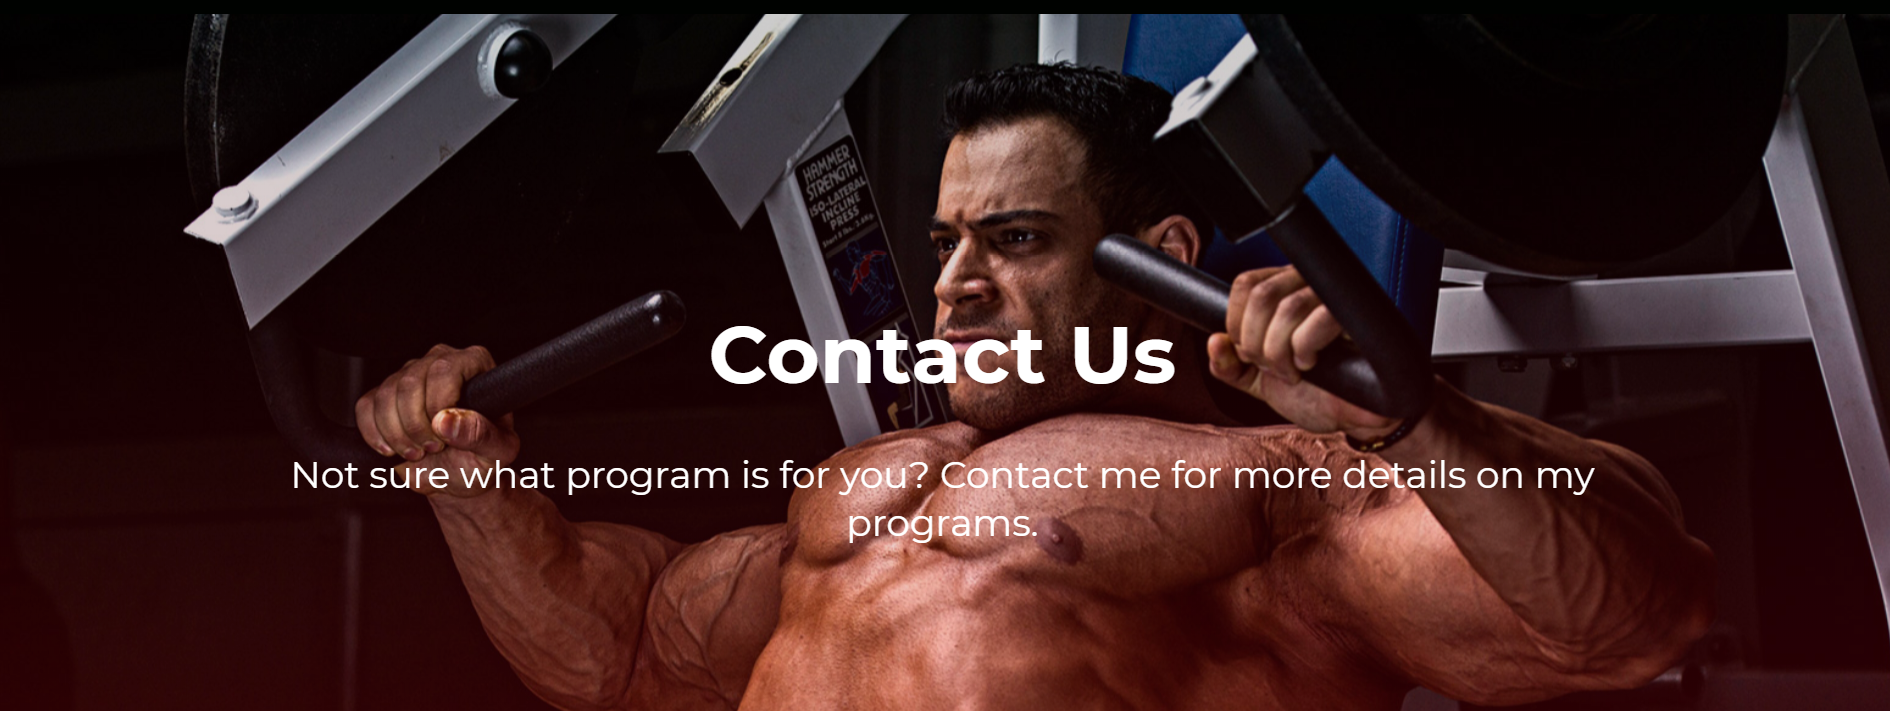 HAMMER
STRENGTH
ISO-LATERAL
INCLINE
PRESS
Contact Us
Not sure what program is for you? Contact me for more details on my
programs.